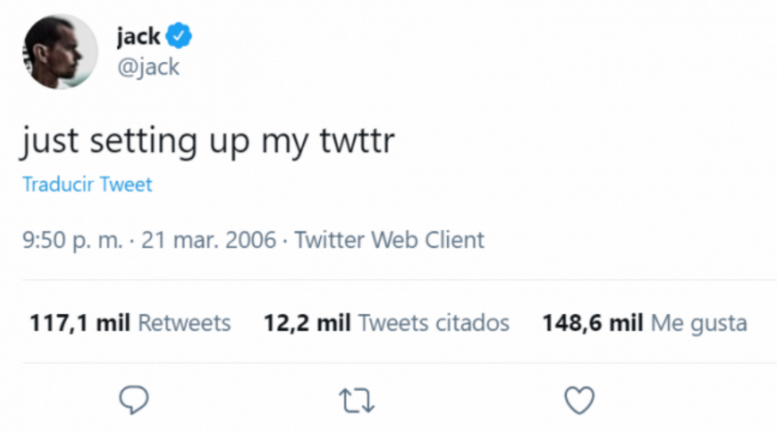 jack
@jack
just setting up my twttr
Traducir Tweet
9:50 p. m. · 21 mar. 2006 · Twitter Web Client
117,1 mil Retweets 12,2 mil Tweets citados 148,6 mil Me gusta